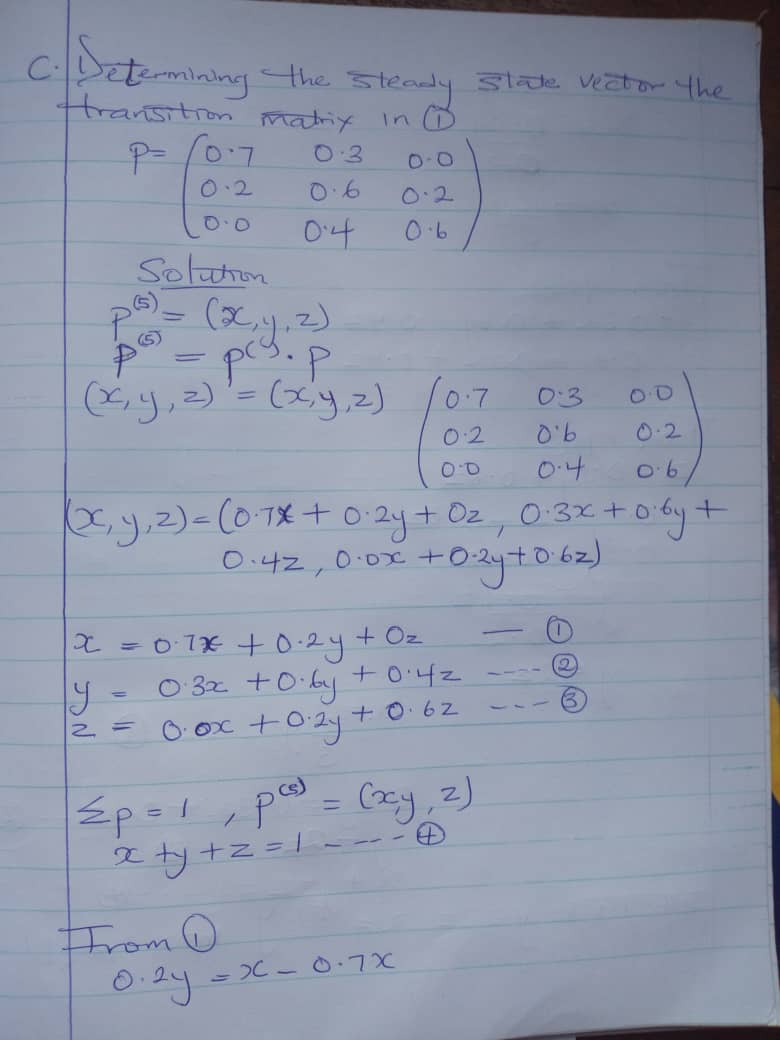 C. Determining the steady state vector the
transition matrix in ①
P= (0.7 0.3 0.0
0.2 0.6 0.2
0.0 0.4 0.6)
Solution
p(s) = (x, y, z)
p(s) = p(s). P
(x, y, z) = (x, y, z) (0.7 0.3 0.0
0.2 0.6 0.2
0.0 0.4 0.6)
(x, y, z) = (0.7x + 0.2y + 0z, 0.3x + 0.6y +
0.4z, 0.0x + 0.2y + 0.6z)
x = 0.7x + 0.2y + 0z — ①
y = 0.3x + 0.6y + 0.4z ---- ②
z = 0.0x + 0.2y + 0.6z --- ③
Σp = 1, p(s) = (x,y,z)
x + y + z = 1 ---- ④
From ①
0.2y = x - 0.7x